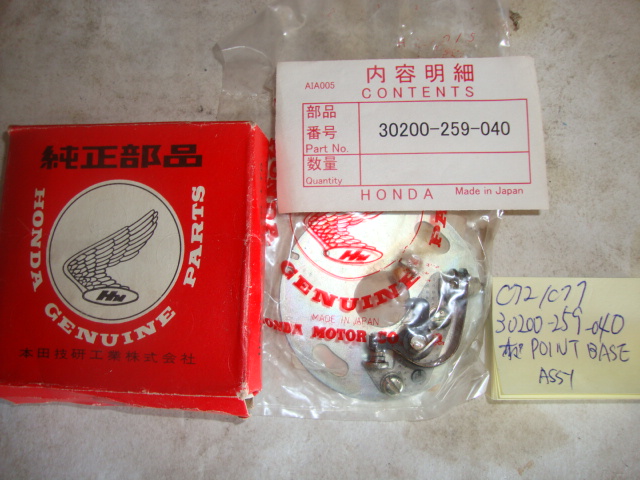 純正部品
HONDA GENUINE PARTS
HM
本田技研工業株式会社
AIA005
内容明細
CONTENTS
部品
番号
Part No.
30200-259-040
数量
Quantity
HONDA
Made in Japan
GENUINE
MADE IN JAPAN
HONDA MOTOR CO
C72/C77
30200-259-040
POINT BASE
ASSY